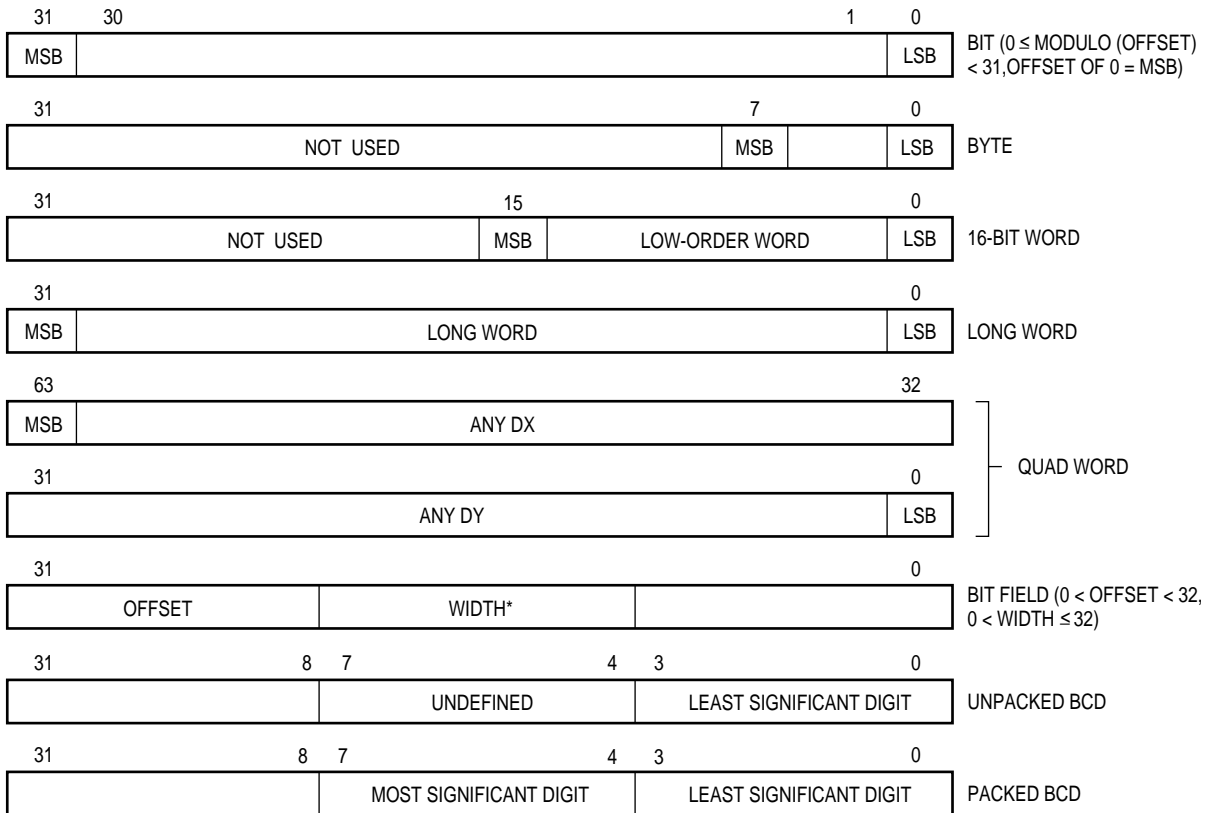 31 30 1 0
MSB LSB BIT (0 ≤ MODULO (OFFSET)
< 31,OFFSET OF 0 = MSB)
31 7 0
NOT USED MSB LSB BYTE
31 15 0
NOT USED MSB LOW-ORDER WORD LSB 16-BIT WORD
31 0
MSB LONG WORD LSB LONG WORD
63 32
MSB ANY DX
QUAD WORD
31 0
ANY DY LSB
31 0
OFFSET WIDTH* BIT FIELD (0 < OFFSET < 32,
0 < WIDTH ≤ 32)
31 8 7 4 3 0
UNDEFINED LEAST SIGNIFICANT DIGIT UNPACKED BCD
31 8 7 4 3 0
MOST SIGNIFICANT DIGIT LEAST SIGNIFICANT DIGIT PACKED BCD